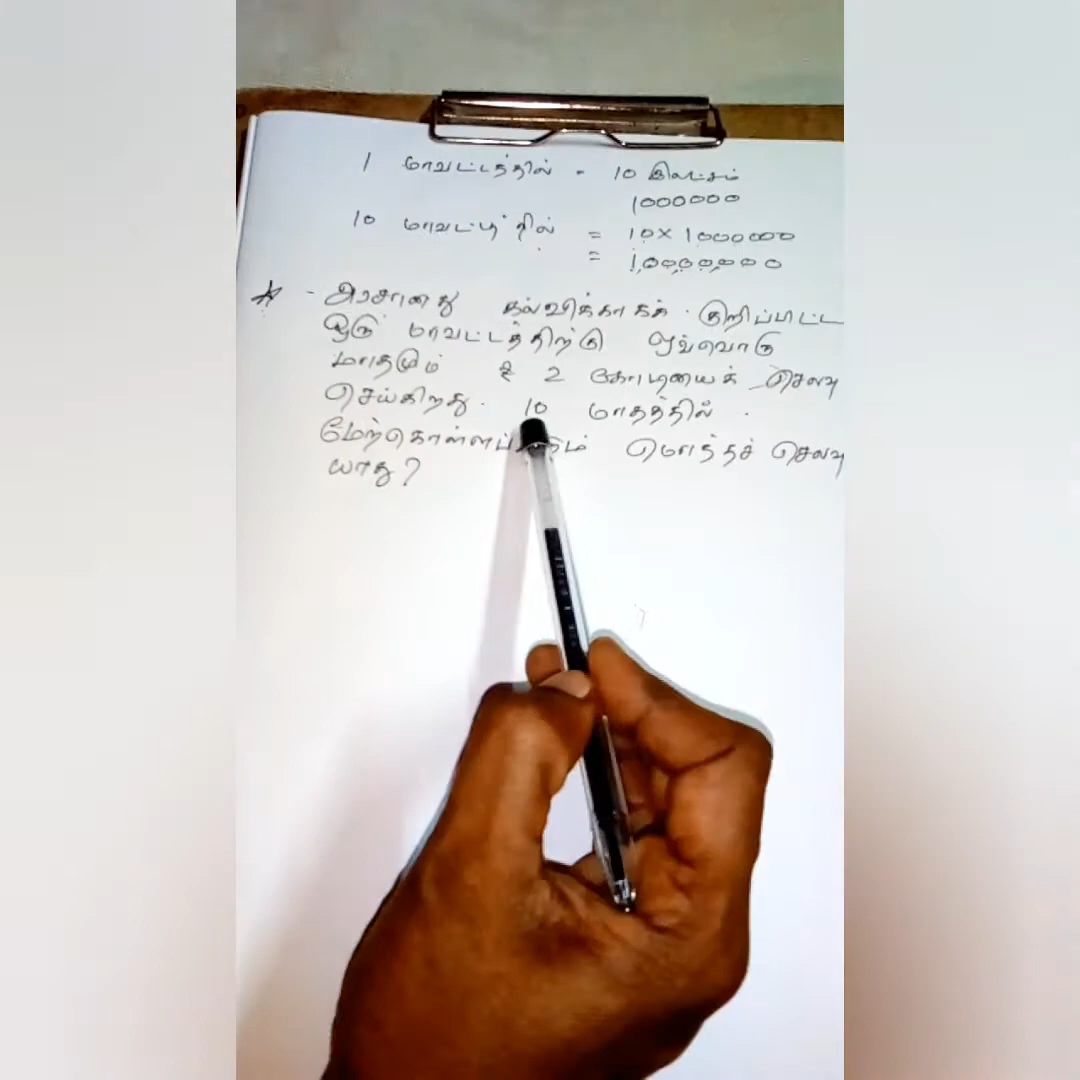 1 மாவட்டத்தில் = 10 இலட்சம்
1000000
10 மாவட்டத்தில் = 10 x 1000000
= 1,00,00,000
* - அரசானது கல்விக்காகக் குறிப்பிட்ட
ஒரு மாவட்டத்திற்கு ஒவ்வொரு
மாதமும் ₹ 2 கோடியைச் செலவு
செய்கிறது. 10 மாதத்தில்
மேற்கொள்ளப்படும் மொத்தச் செலவு
யாது?